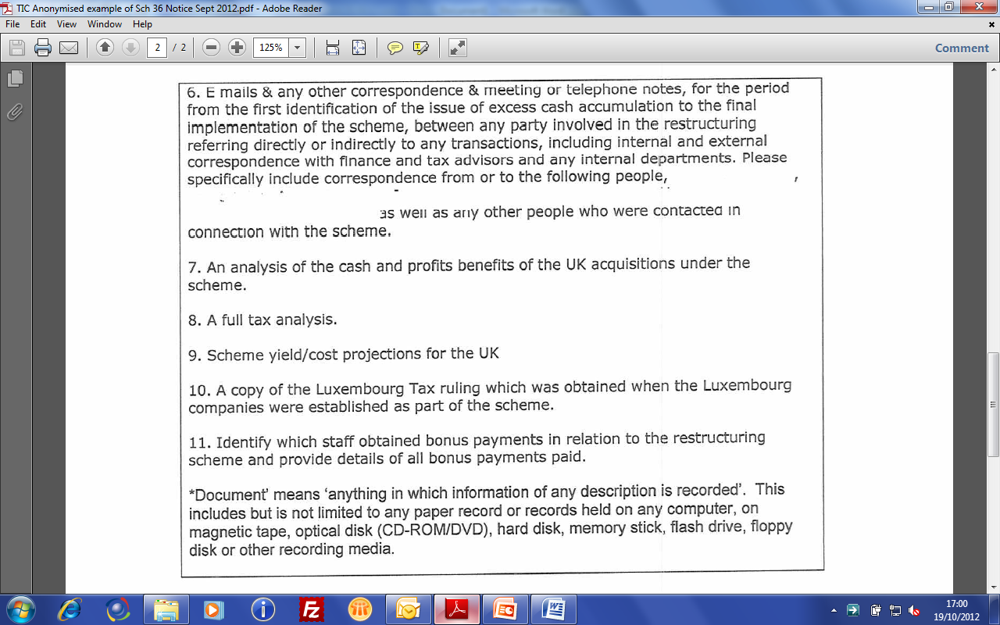 TIC Anonymised example of Sch 36 Notice Sept 2012.pdf - Adobe Reader
File Edit View Window Help
2 / 2 125% Comment
6. E mails & any other correspondence & meeting or telephone notes, for the period
from the first identification of the issue of excess cash accumulation to the final
implementation of the scheme, between any party involved in the restructuring
referring directly or indirectly to any transactions, including internal and external
correspondence with finance and tax advisors and any internal departments. Please
specifically include correspondence from or to the following people, ,
as well as any other people who were contacted in
connection with the scheme.
7. An analysis of the cash and profits benefits of the UK acquisitions under the
scheme.
8. A full tax analysis.
9. Scheme yield/cost projections for the UK
10. A copy of the Luxembourg Tax ruling which was obtained when the Luxembourg
companies were established as part of the scheme.
11. Identify which staff obtained bonus payments in relation to the restructuring
scheme and provide details of all bonus payments paid.
*Document’ means ‘anything in which information of any description is recorded’. This
includes but is not limited to any paper record or records held on any computer, on
magnetic tape, optical disk (CD-ROM/DVD), hard disk, memory stick, flash drive, floppy
disk or other recording media.
17:00
19/10/2012